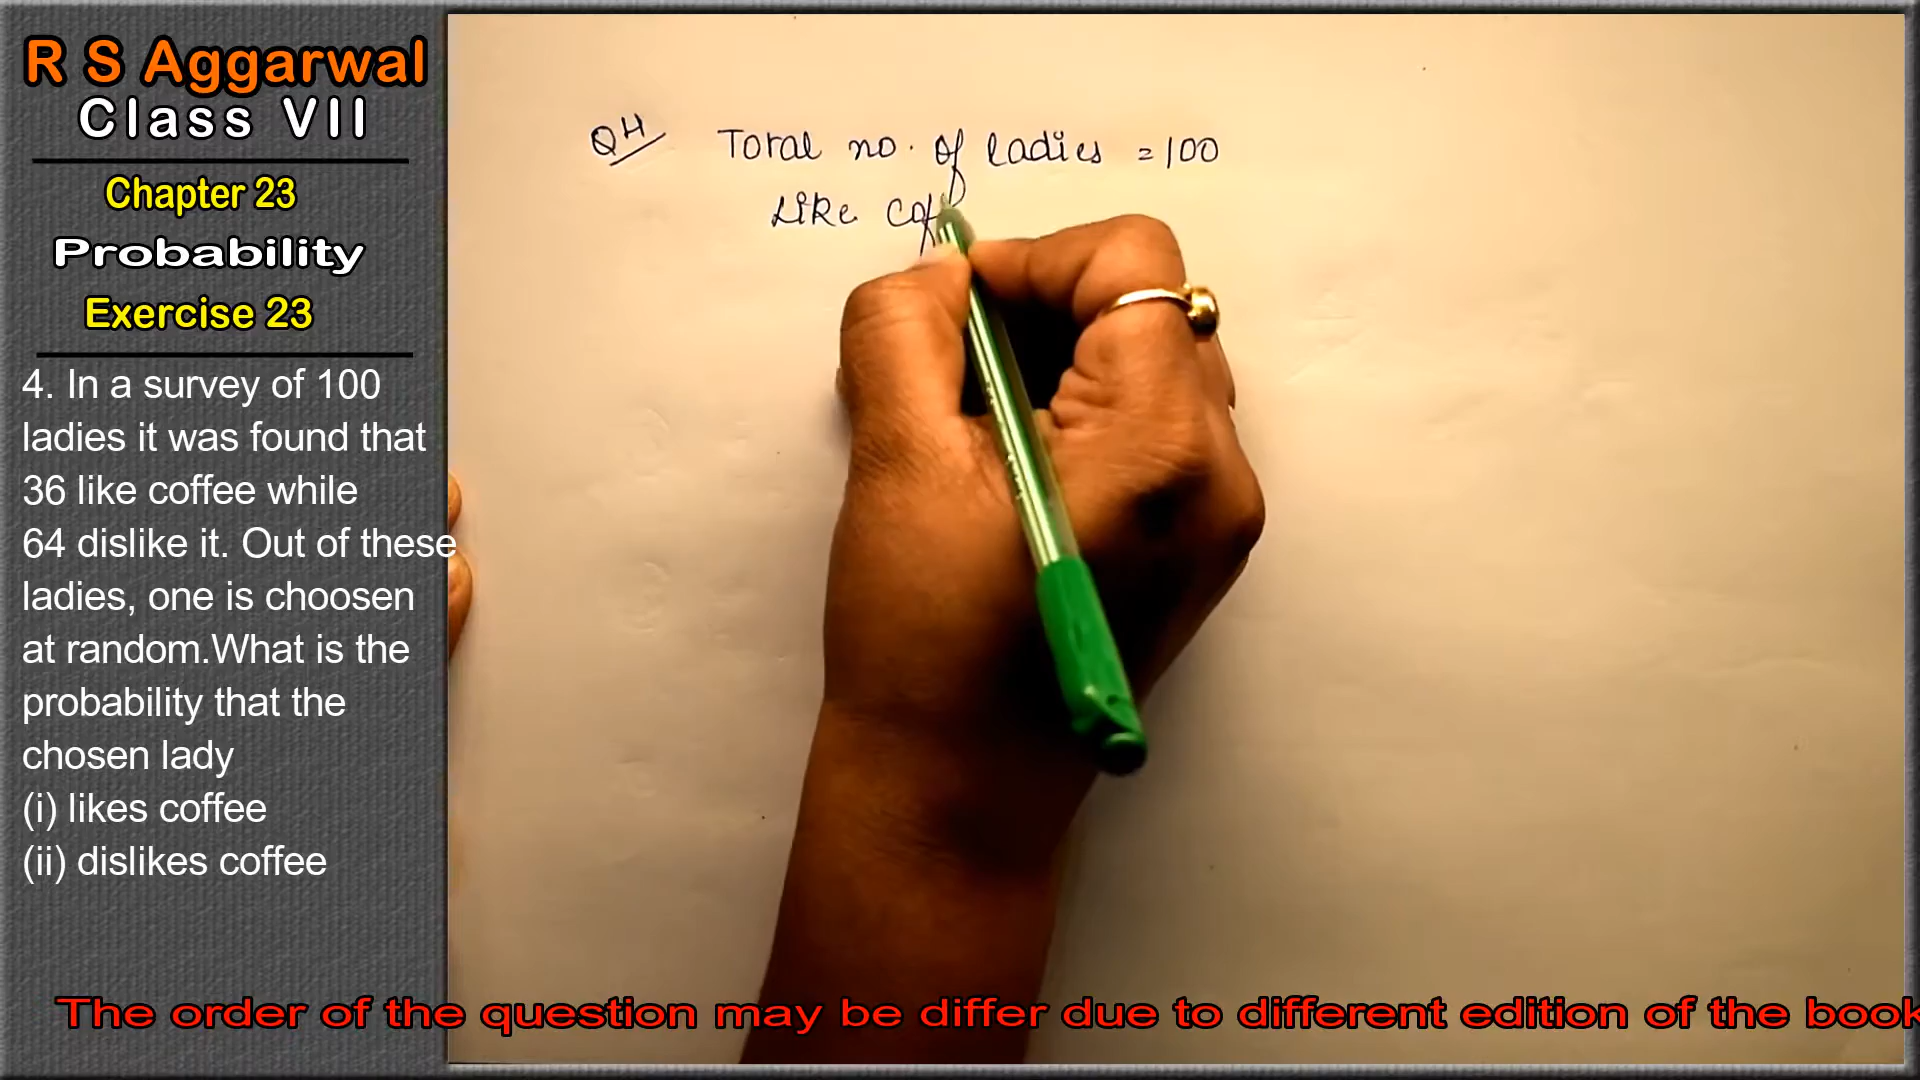 R S Aggarwal
Class VII
Chapter 23
Probability
Exercise 23
4. In a survey of 100
ladies it was found that
36 like coffee while
64 dislike it. Out of these
ladies, one is choosen
at random.What is the
probability that the
chosen lady
(i) likes coffee
(ii) dislikes coffee
Q4 Total no. of ladies = 100
Like cof
The order of the question may be differ due to different edition of the book